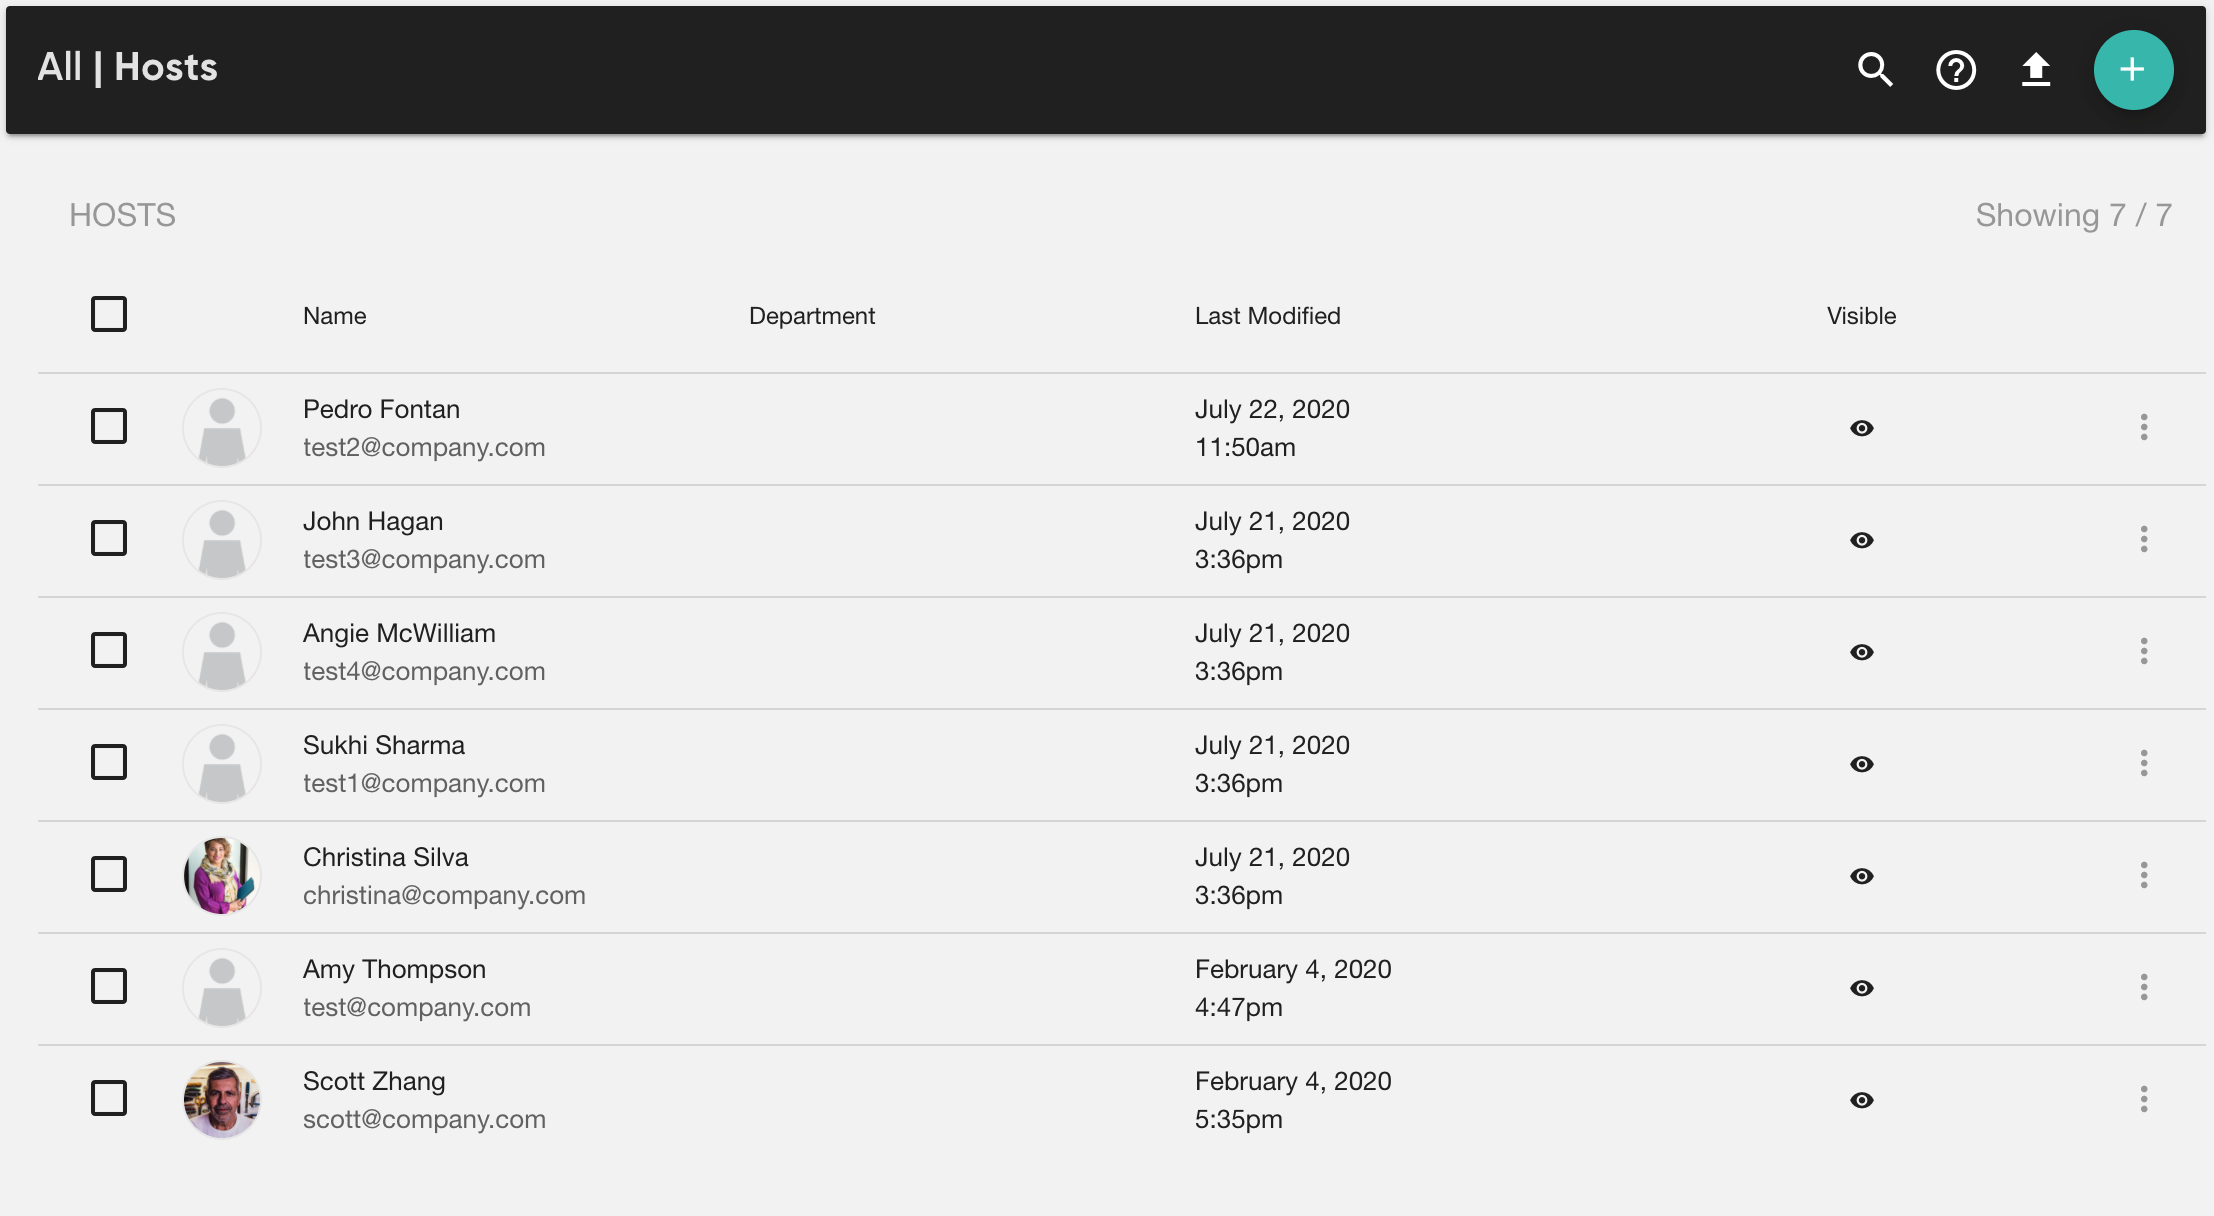 All | Hosts
HOSTS
Showing 7 / 7
Name Department Last Modified Visible
Pedro Fontan July 22, 2020
test2@company.com 11:50am
John Hagan July 21, 2020
test3@company.com 3:36pm
Angie McWilliam July 21, 2020
test4@company.com 3:36pm
Sukhi Sharma July 21, 2020
test1@company.com 3:36pm
Christina Silva July 21, 2020
christina@company.com 3:36pm
Amy Thompson February 4, 2020
test@company.com 4:47pm
Scott Zhang February 4, 2020
scott@company.com 5:35pm